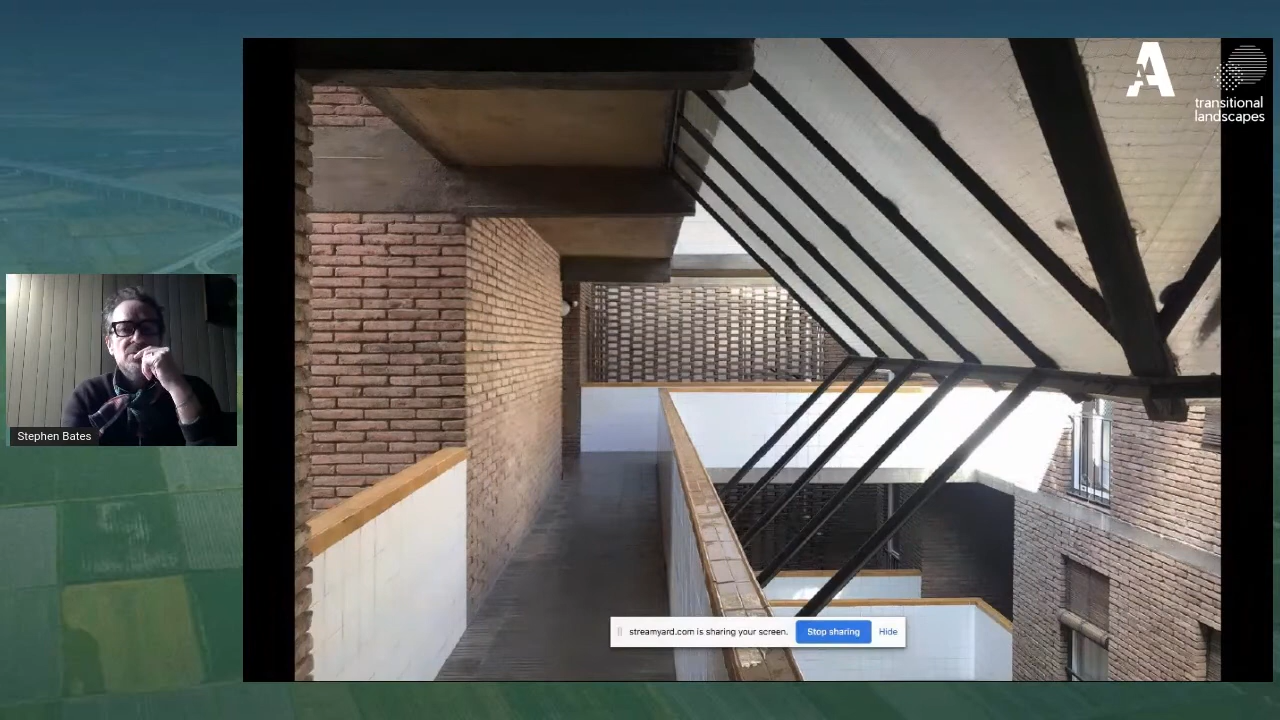 A
transitional
landscapes
Stephen Bates
streamyard.com is sharing your screen.
Stop sharing
Hide